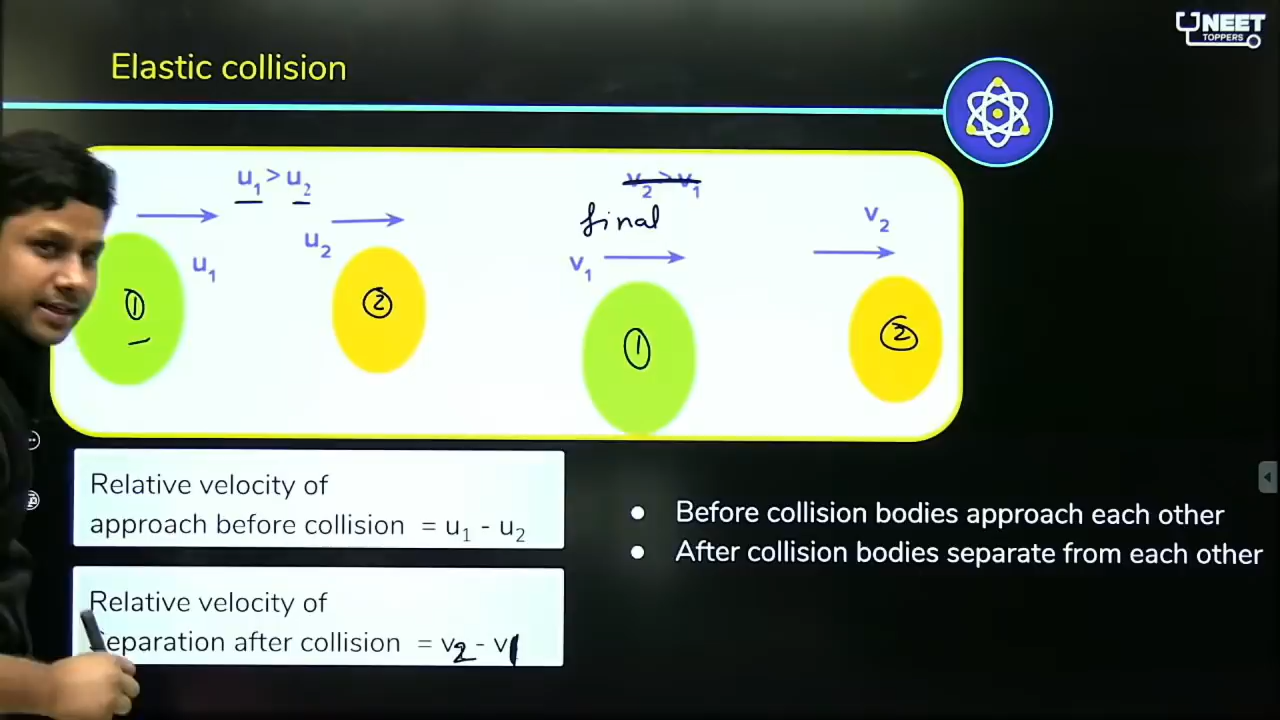 NEET
TOPPERS
Elastic collision
u₁ > u₂
v₂ > v₁
final
u₁
u₂
v₁
v₂
①
②
①
②
Relative velocity of
approach before collision = u₁ - u₂
Relative velocity of
Separation after collision = v₂ - v₁
● Before collision bodies approach each other
● After collision bodies separate from each other